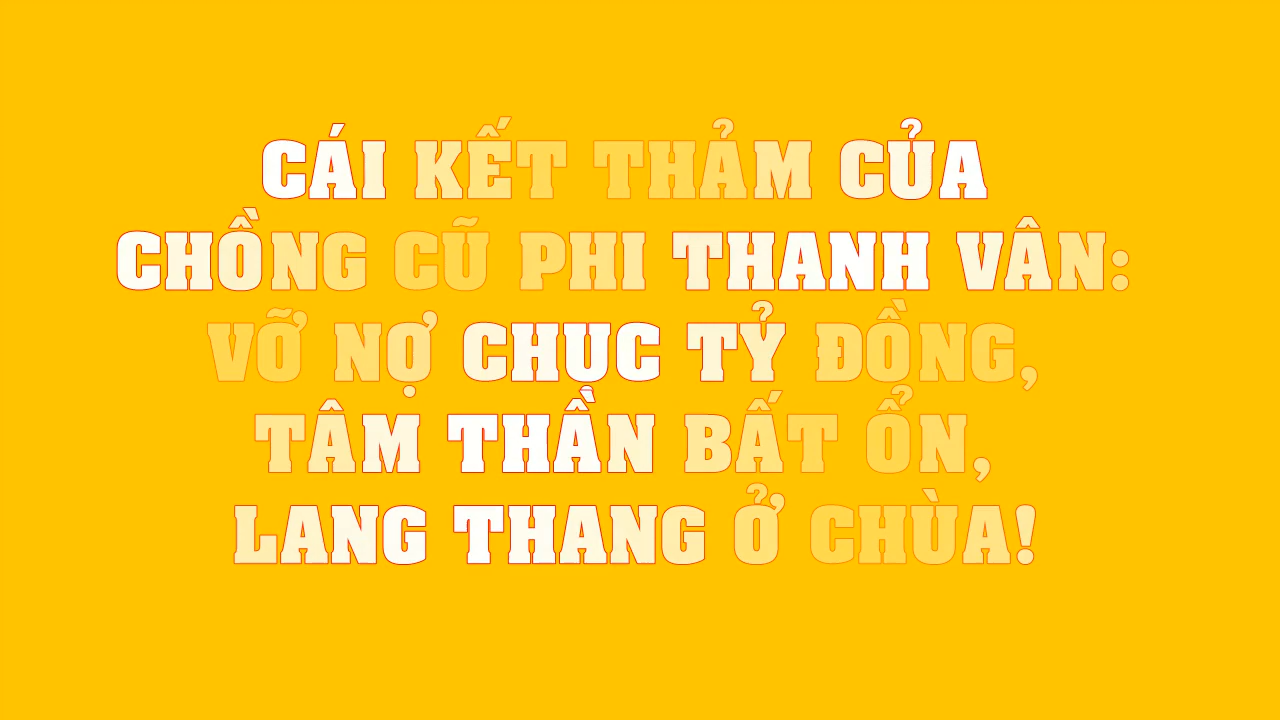 CÁI KẾT THẢM CỦA
CHỒNG CŨ PHI THANH VÂN:
VỠ NỢ CHỤC TỶ ĐỒNG,
TÂM THẦN BẤT ỔN,
LANG THANG Ở CHÙA!